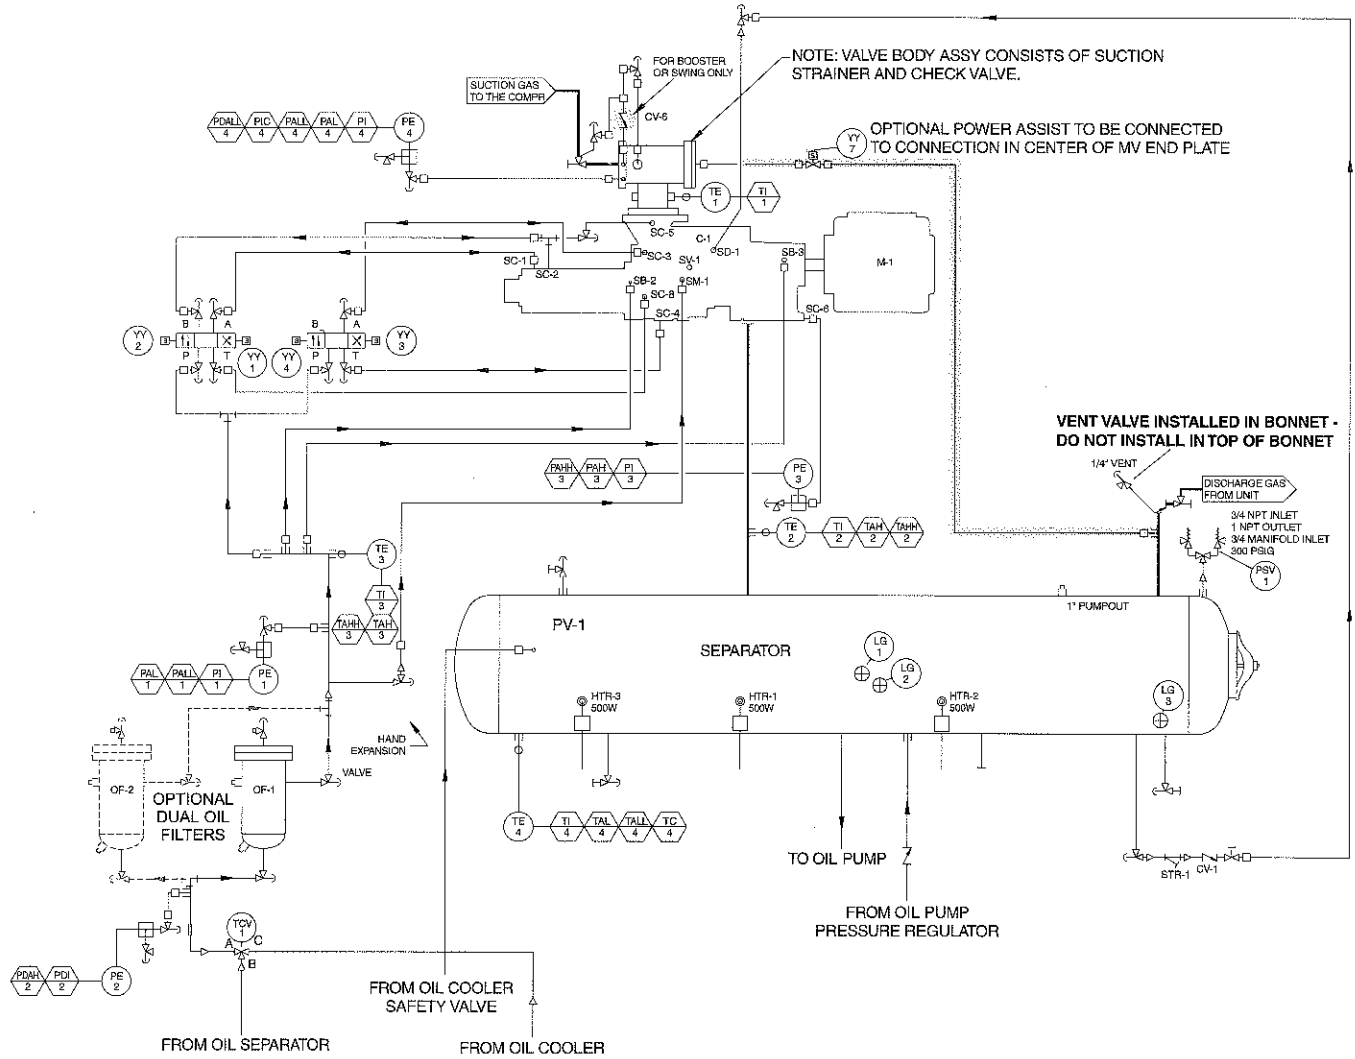 NOTE: VALVE BODY ASSY CONSISTS OF SUCTION
STRAINER AND CHECK VALVE.
FOR BOOSTER
OR SWING ONLY
SUCTION GAS
TO THE COMPR
CV-6
PDALL 4
PIC 4
PALL 4
PAL 4
PI 4
PE 4
YY 7
S
OPTIONAL POWER ASSIST TO BE CONNECTED
TO CONNECTION IN CENTER OF MV END PLATE
TE 1
TI 1
SC-5
C-1
SD-1
SC-1
SC-2
SC-3
SV-1
SB-3
M-1
SB-2
SM-1
SC-8
SC-4
SC-6
B
A
B
A
YY 2
YY 1
YY 4
YY 3
P
T
P
T
VENT VALVE INSTALLED IN BONNET -
DO NOT INSTALL IN TOP OF BONNET
1/4" VENT
PAHH 3
PAH 3
PI 3
PE 3
DISCHARGE GAS
FROM UNIT
3/4 NPT INLET
1 NPT OUTLET
3/4 MANIFOLD INLET
300 PSIG
PSV 1
TE 2
TI 2
TAH 2
TAHH 2
TE 3
TI 3
TAHH 3
TAH 3
1" PUMPOUT
PV-1
SEPARATOR
LG 1
LG 2
LG 3
PAL 1
PALL 1
PI 1
PE 1
HTR-3
500W
HTR-1
500W
HTR-2
500W
HAND
EXPANSION
VALVE
OF-2
OF-1
OPTIONAL
DUAL OIL
FILTERS
TE 4
TI 4
TAL 4
TALL 4
TC 4
TO OIL PUMP
STR-1
CV-1
FROM OIL PUMP
PRESSURE REGULATOR
TCV 1
A
C
B
PDAH 2
PDI 2
PE 2
FROM OIL COOLER
SAFETY VALVE
FROM OIL SEPARATOR
FROM OIL COOLER